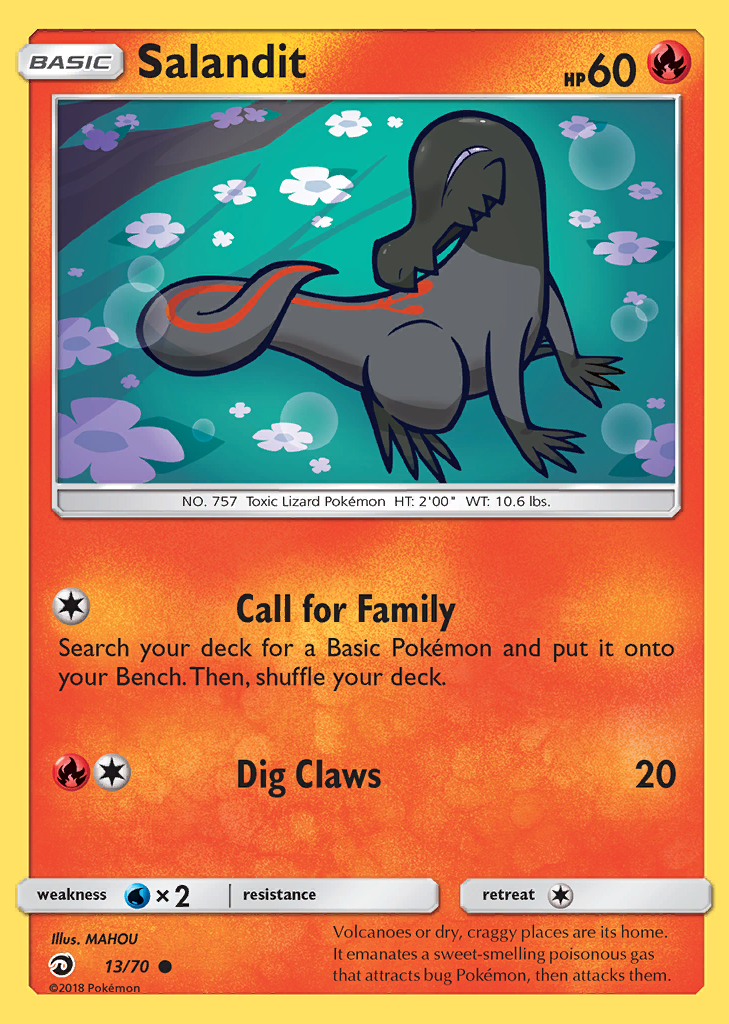 BASIC Salandit HP 60
NO. 757 Toxic Lizard Pokémon HT: 2'00" WT: 10.6 lbs.
Call for Family
Search your deck for a Basic Pokémon and put it onto
your Bench. Then, shuffle your deck.
Dig Claws 20
weakness ×2 resistance retreat
Illus. MAHOU
13/70
©2018 Pokémon
Volcanoes or dry, craggy places are its home.
It emanates a sweet-smelling poisonous gas
that attracts bug Pokémon, then attacks them.